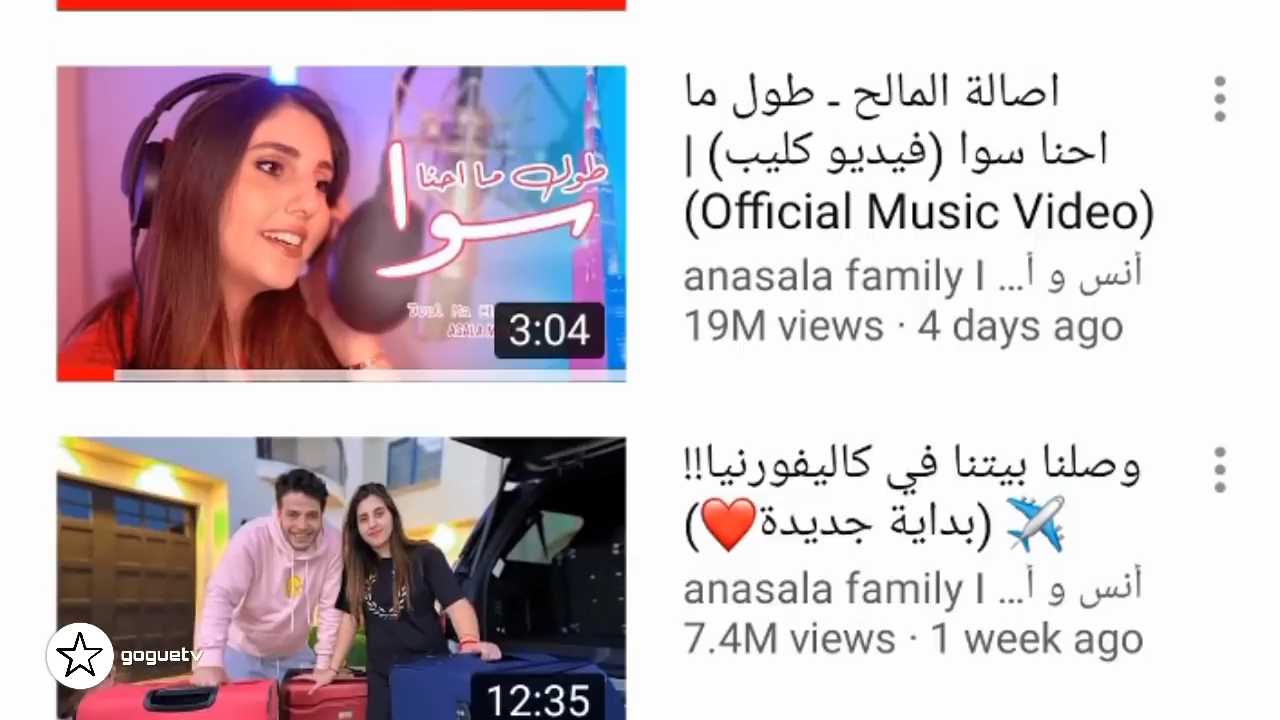 طول ما احنا
سوا
3:04
اصالة المالح - طول ما
احنا سوا (فيديو كليب) |
(Official Music Video)
anasala family I أنس و أ...
19M views · 4 days ago
12:35
وصلنا بيتنا في كاليفورنيا!!
✈️ (بداية جديدة❤️)
anasala family I أنس و أ...
7.4M views · 1 week ago
goguetv